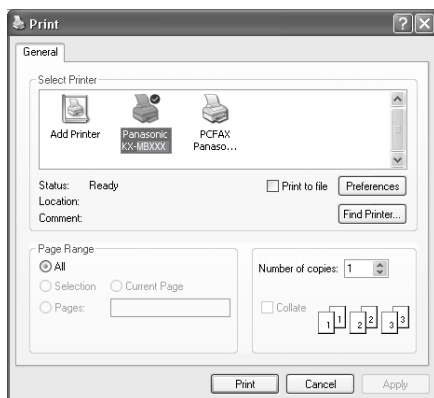 Print
General
Select Printer
Add Printer
Panasonic
KX-MBXXX
PCFAX
Panaso...
Status: Ready
Location:
Comment:
Print to file
Preferences
Find Printer...
Page Range
All
Selection
Current Page
Pages:
Number of copies: 1
Collate
1 1 2 2 3 3
Print
Cancel
Apply